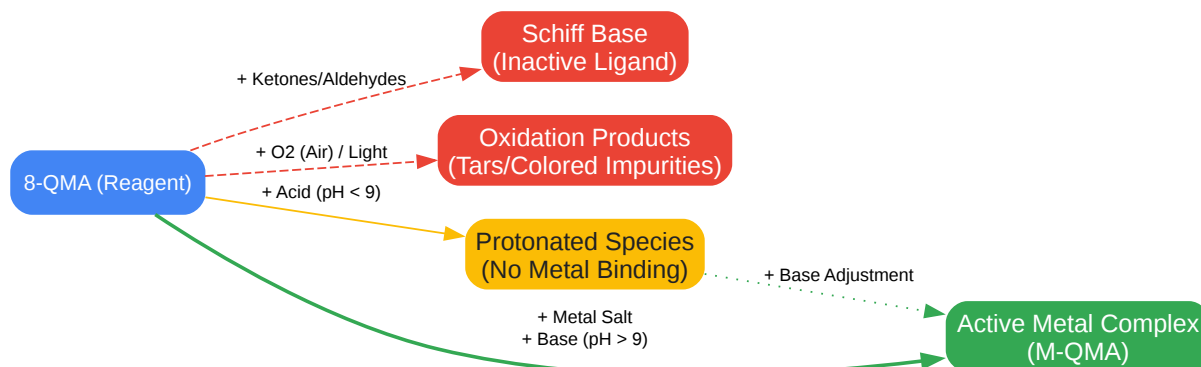 Schiff Base
(Inactive Ligand)
+ Ketones/Aldehydes
Oxidation Products
(Tars/Colored Impurities)
+ O2 (Air) / Light
8-QMA (Reagent)
+ Acid (pH < 9)
Protonated Species
(No Metal Binding)
+ Base Adjustment
+ Metal Salt
+ Base (pH > 9)
Active Metal Complex
(M-QMA)